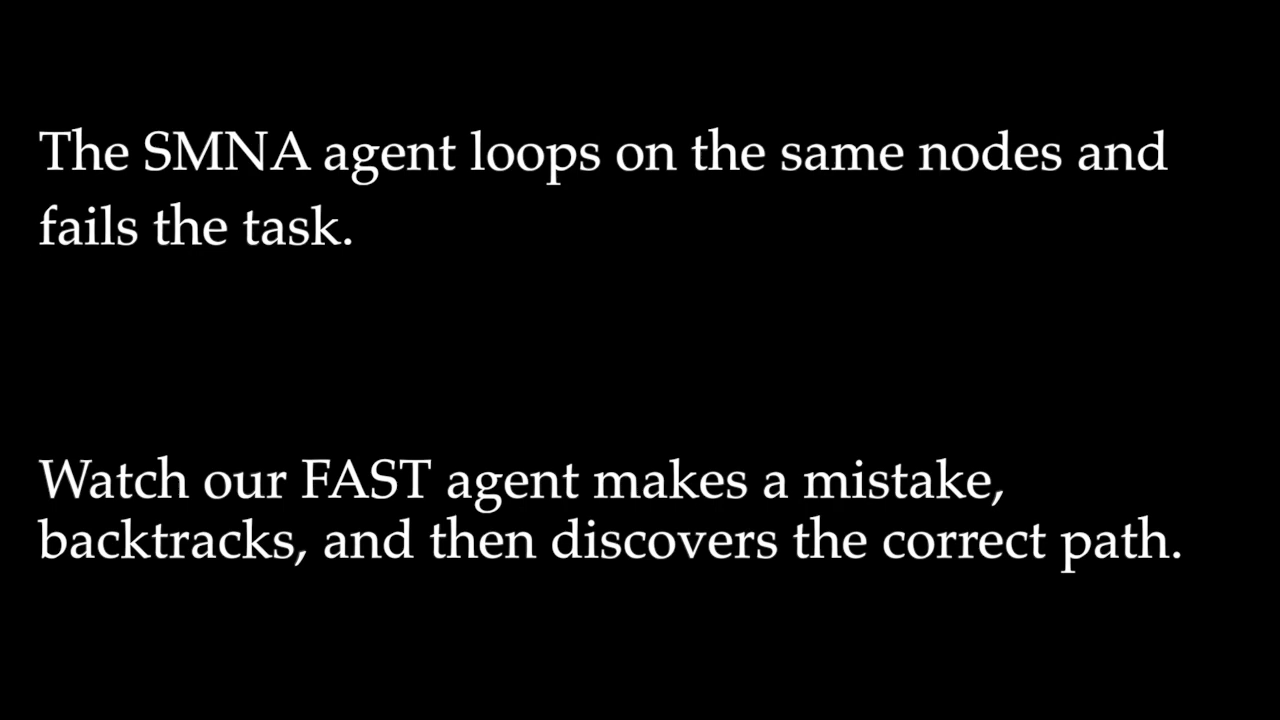 The SMNA agent loops on the same nodes and
fails the task.
Watch our FAST agent makes a mistake,
backtracks, and then discovers the correct path.